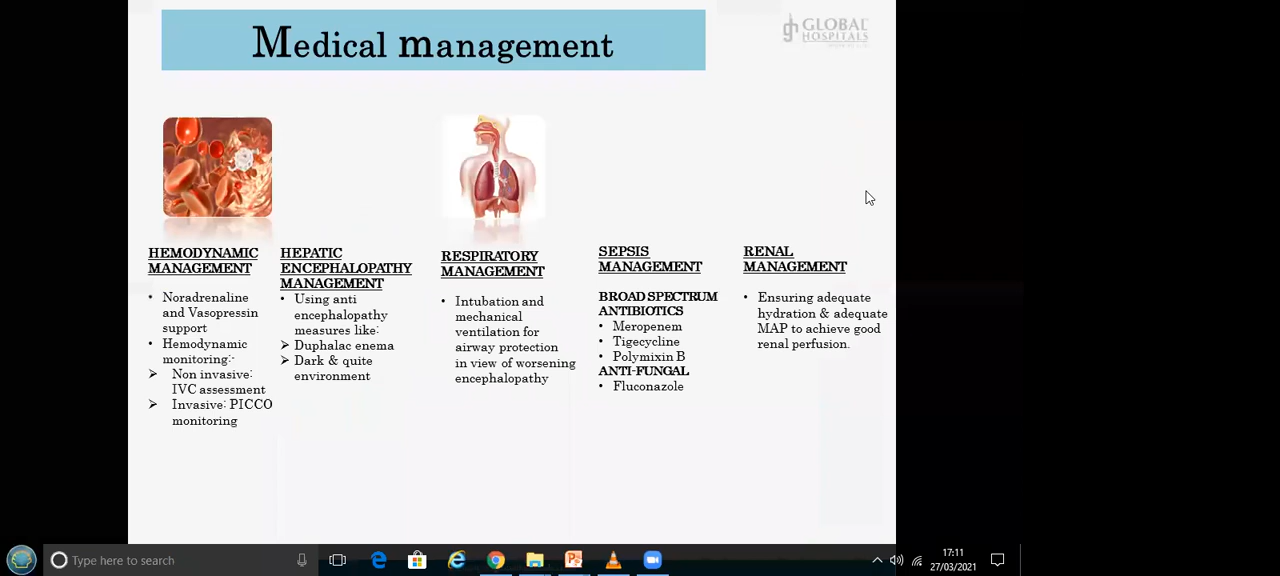 Medical management
GLOBAL
HOSPITALS
HEMODYNAMIC
MANAGEMENT
• Noradrenaline
and Vasopressin
support
• Hemodynamic
monitoring:-
➢ Non invasive:
IVC assessment
➢ Invasive: PICCO
monitoring
HEPATIC
ENCEPHALOPATHY
MANAGEMENT
• Using anti
encephalopathy
measures like:
➢ Duphalac enema
➢ Dark & quite
environment
RESPIRATORY
MANAGEMENT
• Intubation and
mechanical
ventilation for
airway protection
in view of worsening
encephalopathy
SEPSIS
MANAGEMENT
BROAD SPECTRUM
ANTIBIOTICS
• Meropenem
• Tigecycline
• Polymixin B
ANTI-FUNGAL
• Fluconazole
RENAL
MANAGEMENT
• Ensuring adequate
hydration & adequate
MAP to achieve good
renal perfusion.
Type here to search
17:11
27/03/2021